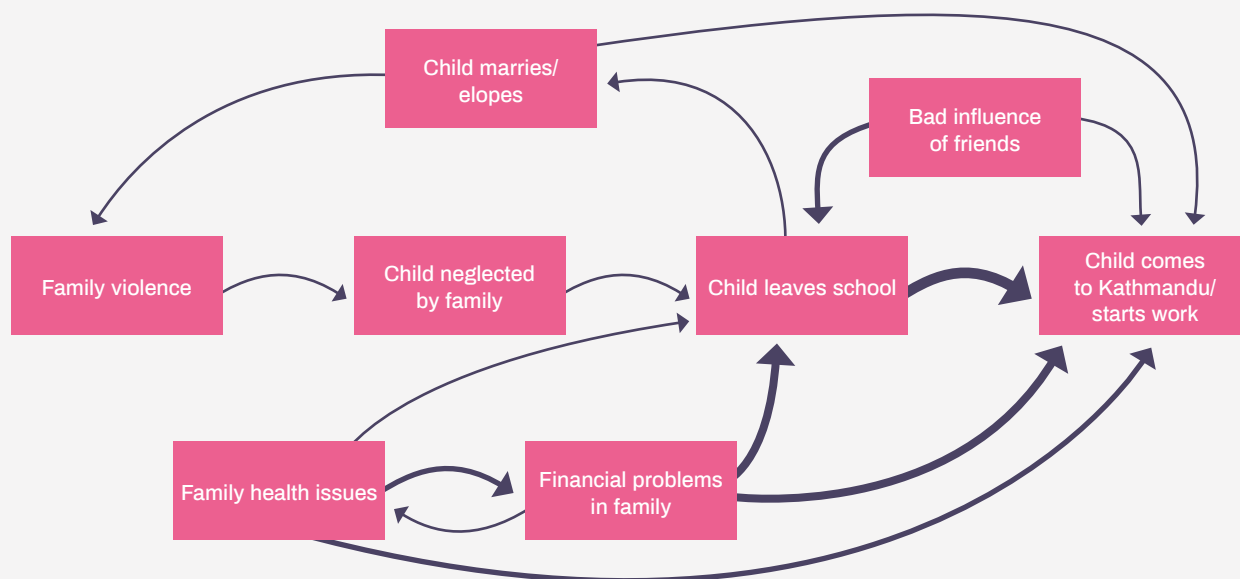 Child marries/
elopes
Bad influence
of friends
Family violence
Child neglected
by family
Child leaves school
Child comes
to Kathmandu/
starts work
Family health issues
Financial problems
in family